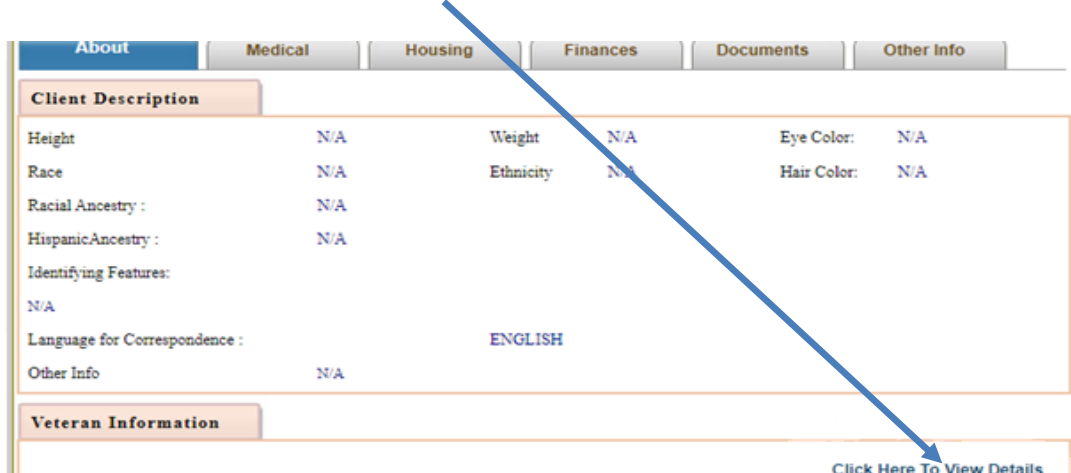 About Medical Housing Finances Documents Other Info
Client Description
Height N/A Weight N/A Eye Color: N/A
Race N/A Ethnicity N/A Hair Color: N/A
Racial Ancestry : N/A
HispanicAncestry : N/A
Identifying Features:
N/A
Language for Correspondence : ENGLISH
Other Info N/A
Veteran Information
Click Here To View Details